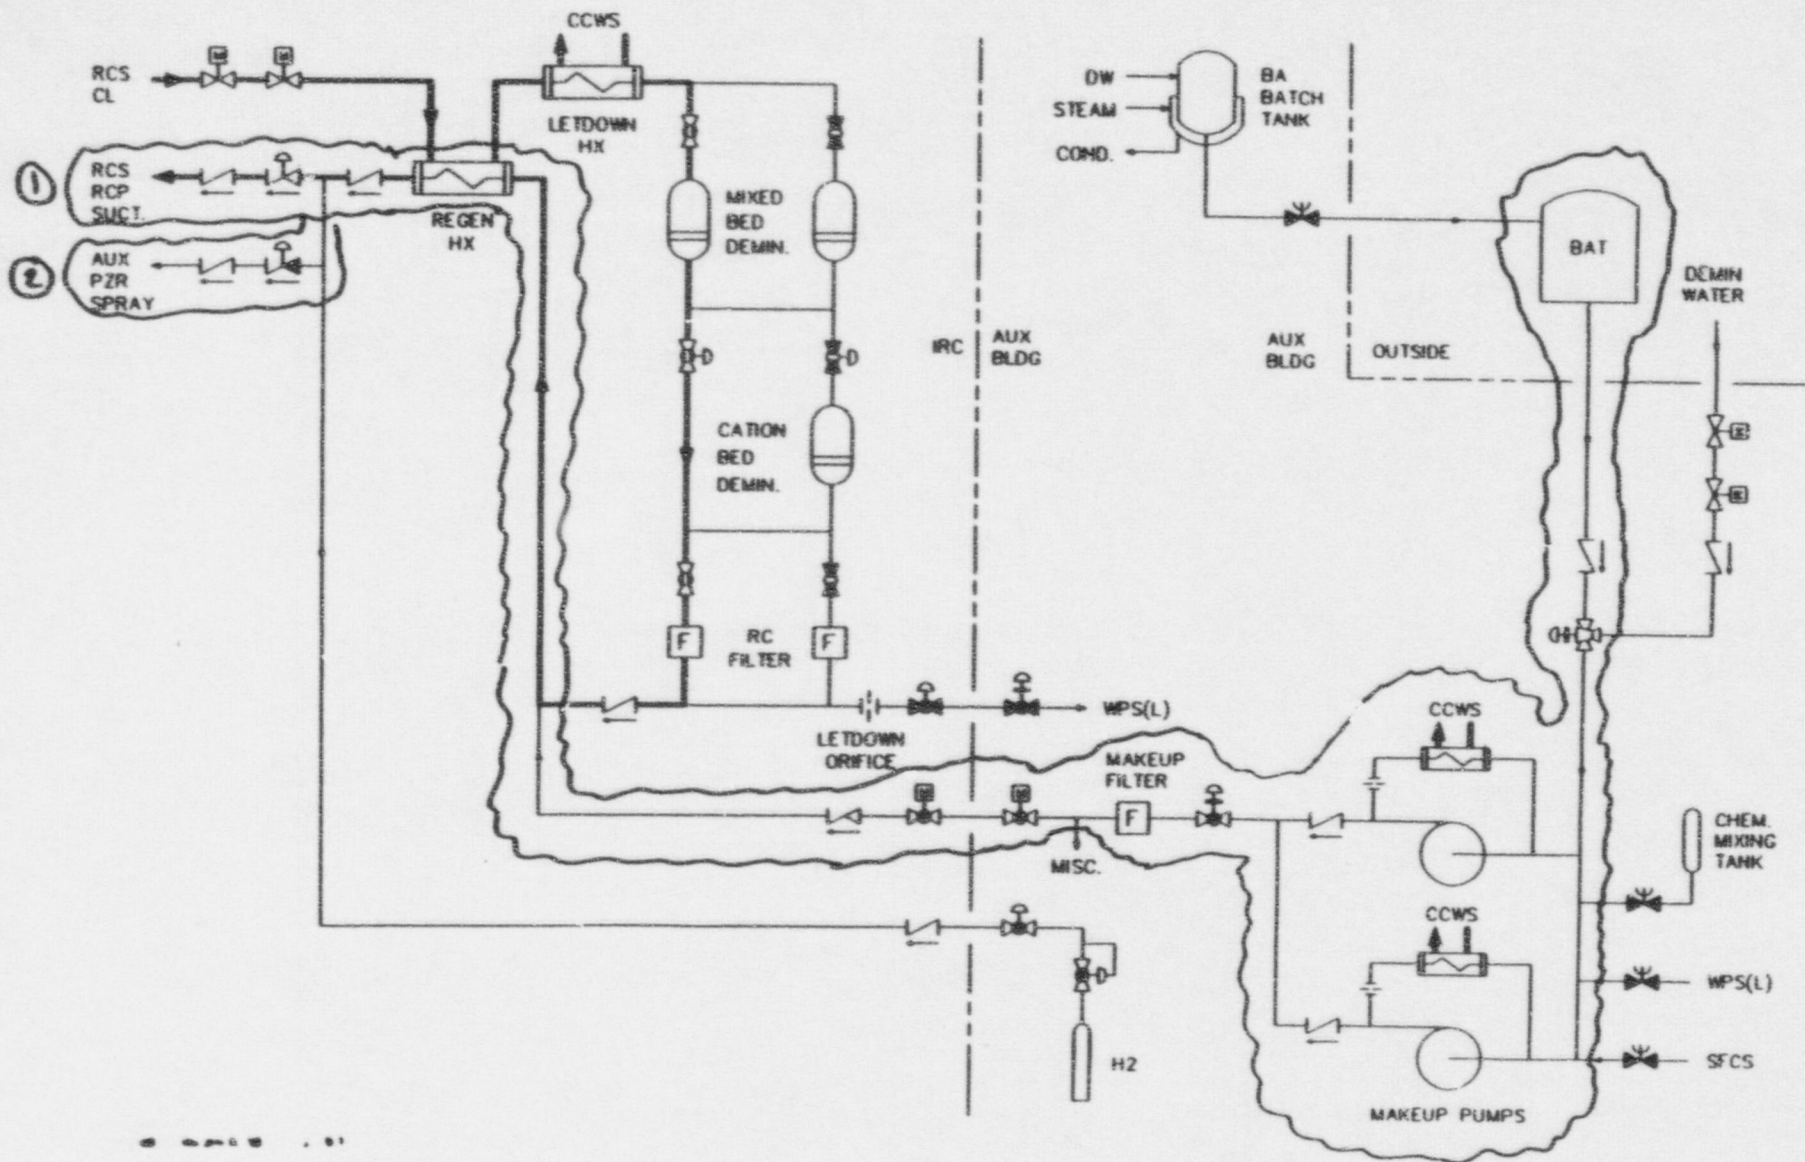 CCWS
RCS
CL
LETDOWN
HX
DW
STEAM
COND.
BA
BATCH
TANK
1
RCS
RCP
SUCT.
REGEN
HX
MIXED
BED
DEMIN.
BAT
DEMIN
WATER
2
AUX
PZR
SPRAY
IRC
AUX
BLDG
AUX
BLDG
OUTSIDE
CATION
BED
DEMIN.
F
RC
FILTER
F
WPS(L)
LETDOWN
ORIFICE
MAKEUP
FILTER
F
CCWS
MISC.
CHEM.
MIXING
TANK
CCWS
WPS(L)
H2
SFCS
MAKEUP PUMPS